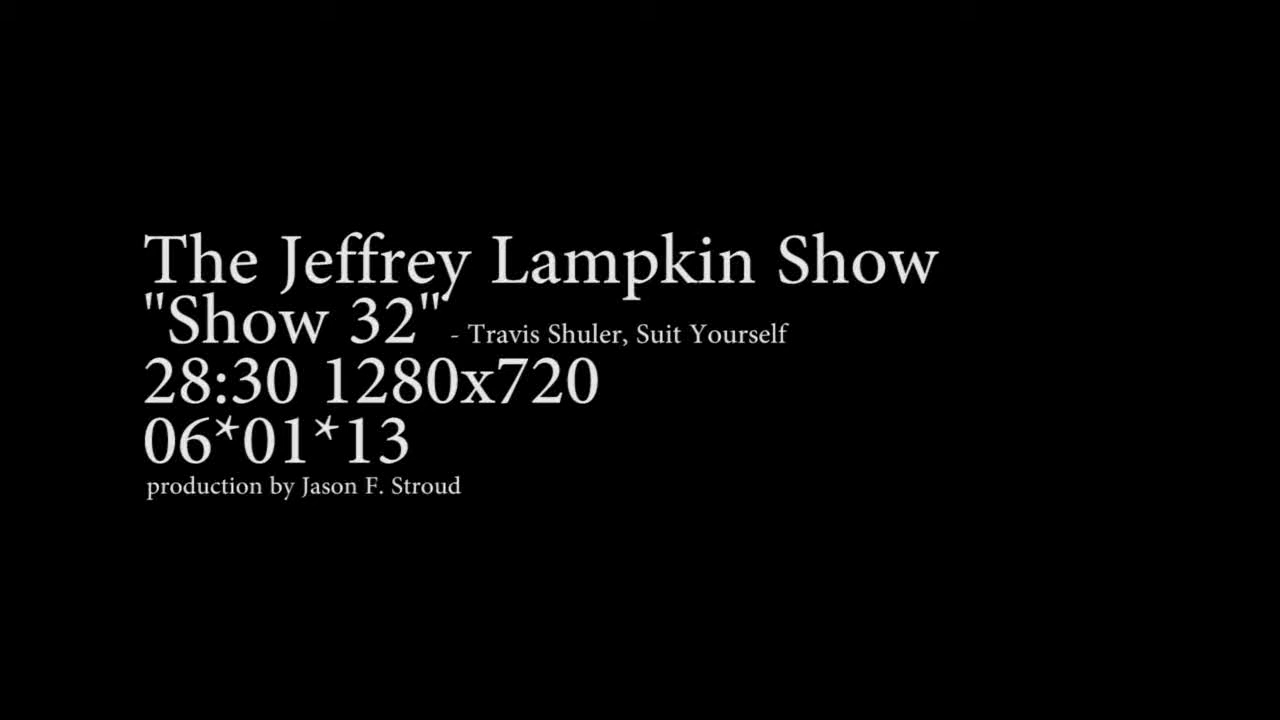 The Jeffrey Lampkin Show
"Show 32" - Travis Shuler, Suit Yourself
28:30 1280x720
06*01*13
production by Jason F. Stroud